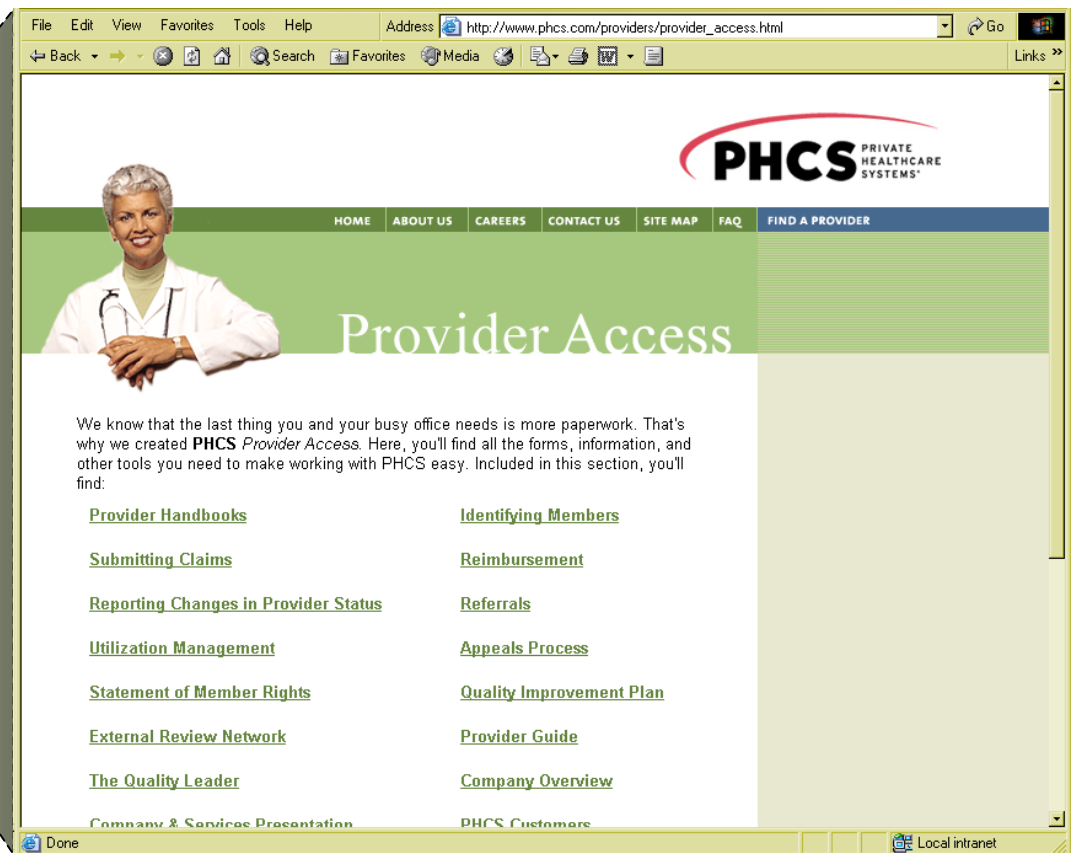 File Edit View Favorites Tools Help Address http://www.phcs.com/providers/provider_access.html Go
Back Search Favorites Media Links »
PHCS PRIVATE HEALTHCARE SYSTEMS
HOME ABOUT US CAREERS CONTACT US SITE MAP FAQ FIND A PROVIDER
Provider Access
We know that the last thing you and your busy office needs is more paperwork. That's
why we created PHCS Provider Access. Here, you'll find all the forms, information, and
other tools you need to make working with PHCS easy. Included in this section, you'll
find:
Provider Handbooks Identifying Members
Submitting Claims Reimbursement
Reporting Changes in Provider Status Referrals
Utilization Management Appeals Process
Statement of Member Rights Quality Improvement Plan
External Review Network Provider Guide
The Quality Leader Company Overview
Company & Services Presentation PHCS Customers
Done Local intranet